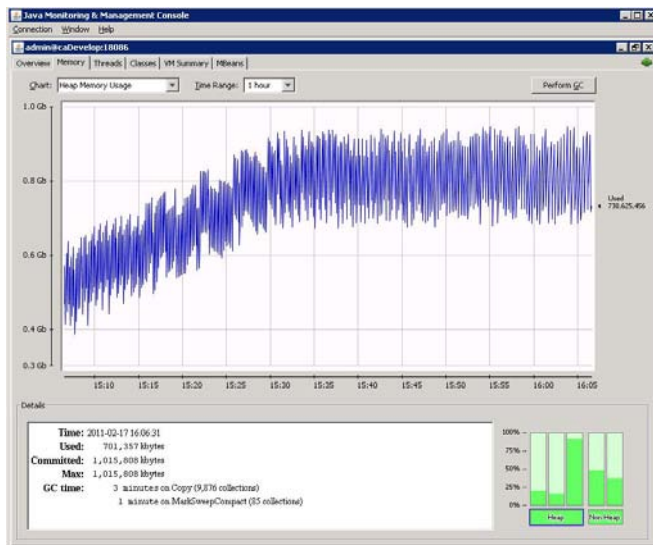 Java Monitoring & Management Console
Connection Window Help
admin@caDevelop:18086
Overview Memory Threads Classes VM Summary MBeans
Chart: Heap Memory Usage Time Range: 1 hour Perform GC
1.0 Gb
0.8 Gb
0.6 Gb
0.4 Gb
0.3 Gb
Used
15:10 15:15 15:20 15:25 15:30 15:35 15:40 15:45 15:50 15:55 16:00 16:05
Details
Time: 2011-02-17 16:06:31
Used: 701,357 kbytes
Committed: 1,015,808 kbytes
Max: 1,015,808 kbytes
GC time: 3 minutes on Copy (9,876 collections)
1 minute on MarkSweepCompact (85 collections)
100%
75%
50%
25%
0%
Heap Non-Heap